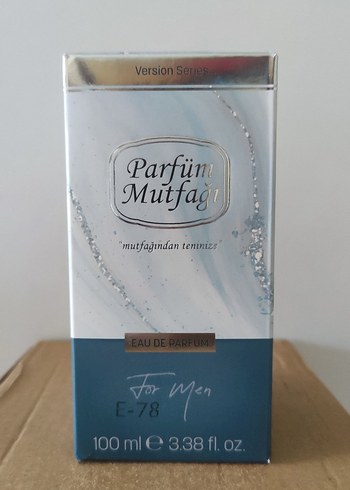 Version Series
Parfüm
Mutfağı
"mutfağından teninize"
EAU DE PARFUM
For Men
E-78
100 ml ℮ 3.38 fl. oz.